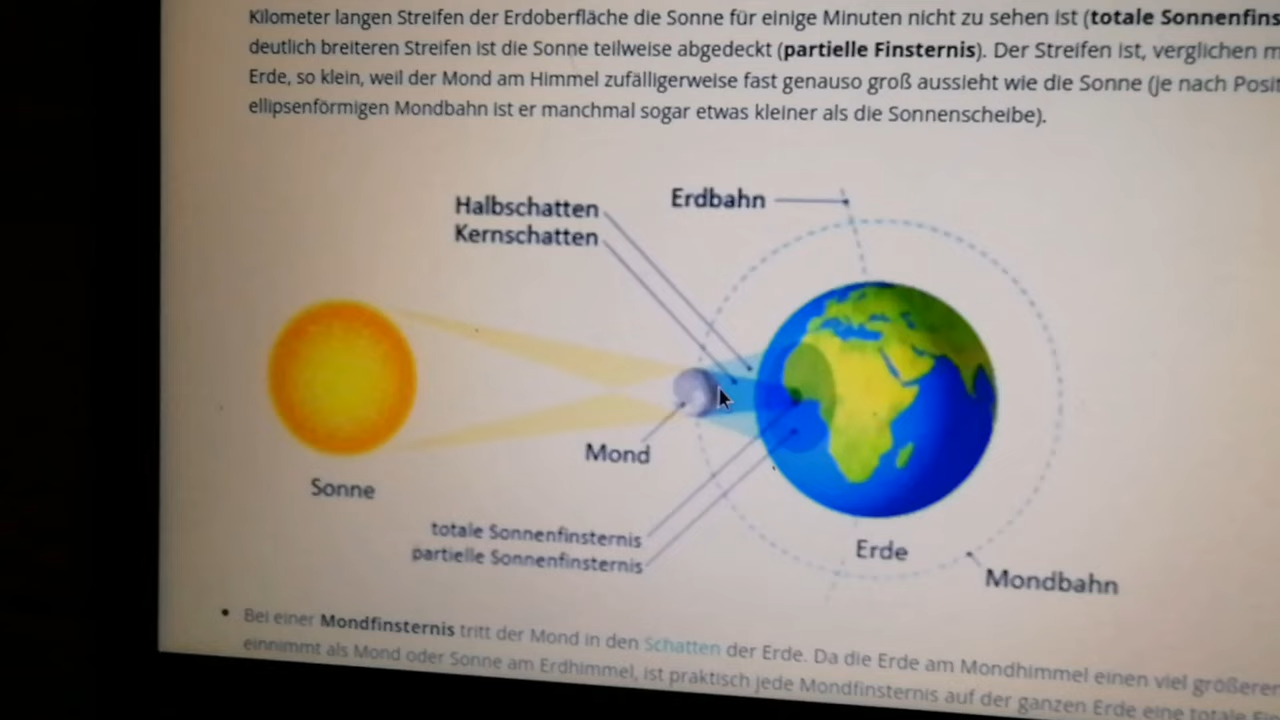 Kilometer langen Streifen der Erdoberfläche die Sonne für einige Minuten nicht zu sehen ist (totale Sonnenfins
deutlich breiteren Streifen ist die Sonne teilweise abgedeckt (partielle Finsternis). Der Streifen ist, verglichen m
Erde, so klein, weil der Mond am Himmel zufälligerweise fast genauso groß aussieht wie die Sonne (je nach Posit
ellipsenförmigen Mondbahn ist er manchmal sogar etwas kleiner als die Sonnenscheibe).
Erdbahn
Halbschatten
Kernschatten
Mond
Sonne
totale Sonnenfinsternis
partielle Sonnenfinsternis
Erde
Mondbahn
• Bei einer Mondfinsternis tritt der Mond in den Schatten der Erde. Da die Erde am Mondhimmel einen viel größeren
einnimmt als Mond oder Sonne am Erdhimmel, ist praktisch jede Mondfinsternis auf der ganzen Erde eine totale